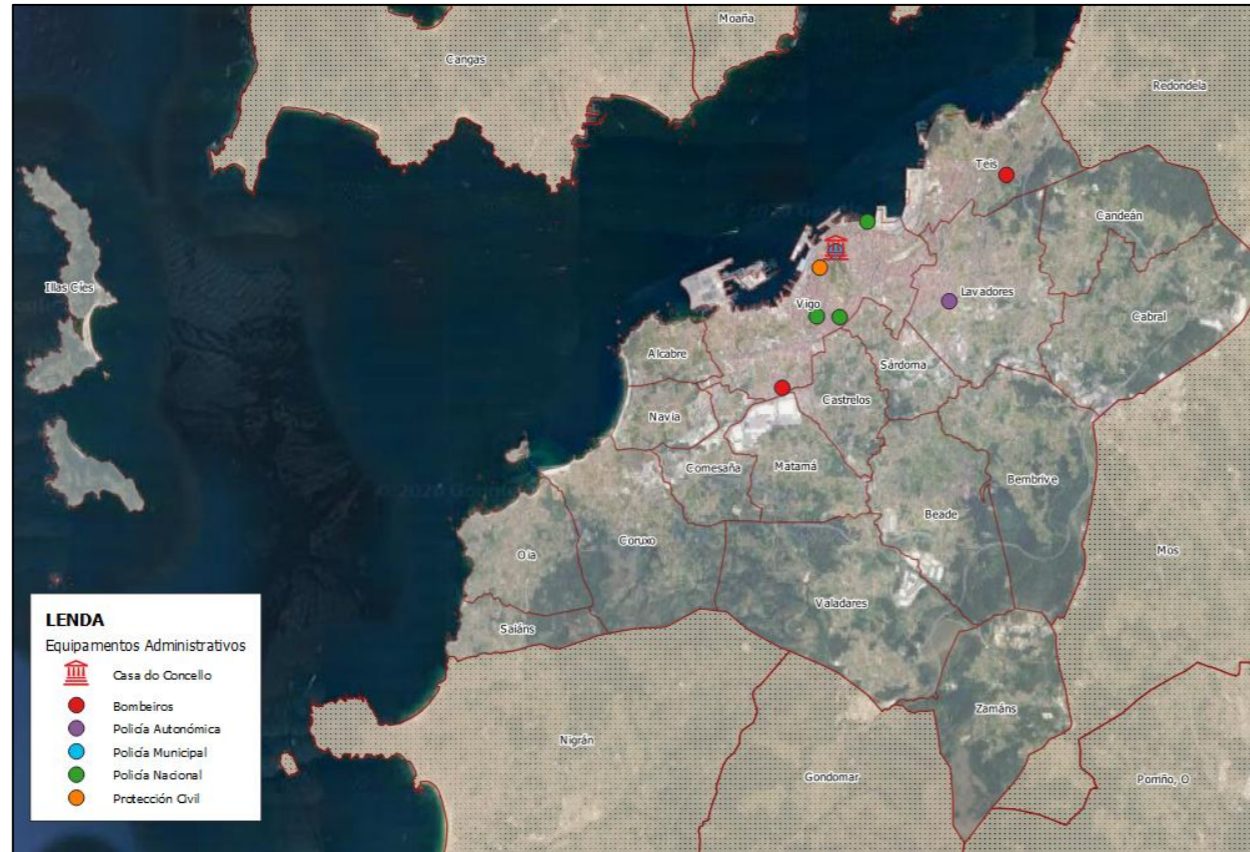 Moaña
Cangas
Redondela
Teis
Candeán
Illas Cíes
Lavadores
Vigo
Cabral
Alcabre
Sárdoma
Castrelos
Navia
Comesaña
Matamá
Bembrive
Beade
Oia
Coruxo
Mos
Valadares
Saiáns
Zamáns
Nigrán
Gondomar
Porriño, O
LENDA
Equipamentos Administrativos
Casa do Concello
Bombeiros
Policía Autonómica
Policía Municipal
Policía Nacional
Protección Civil